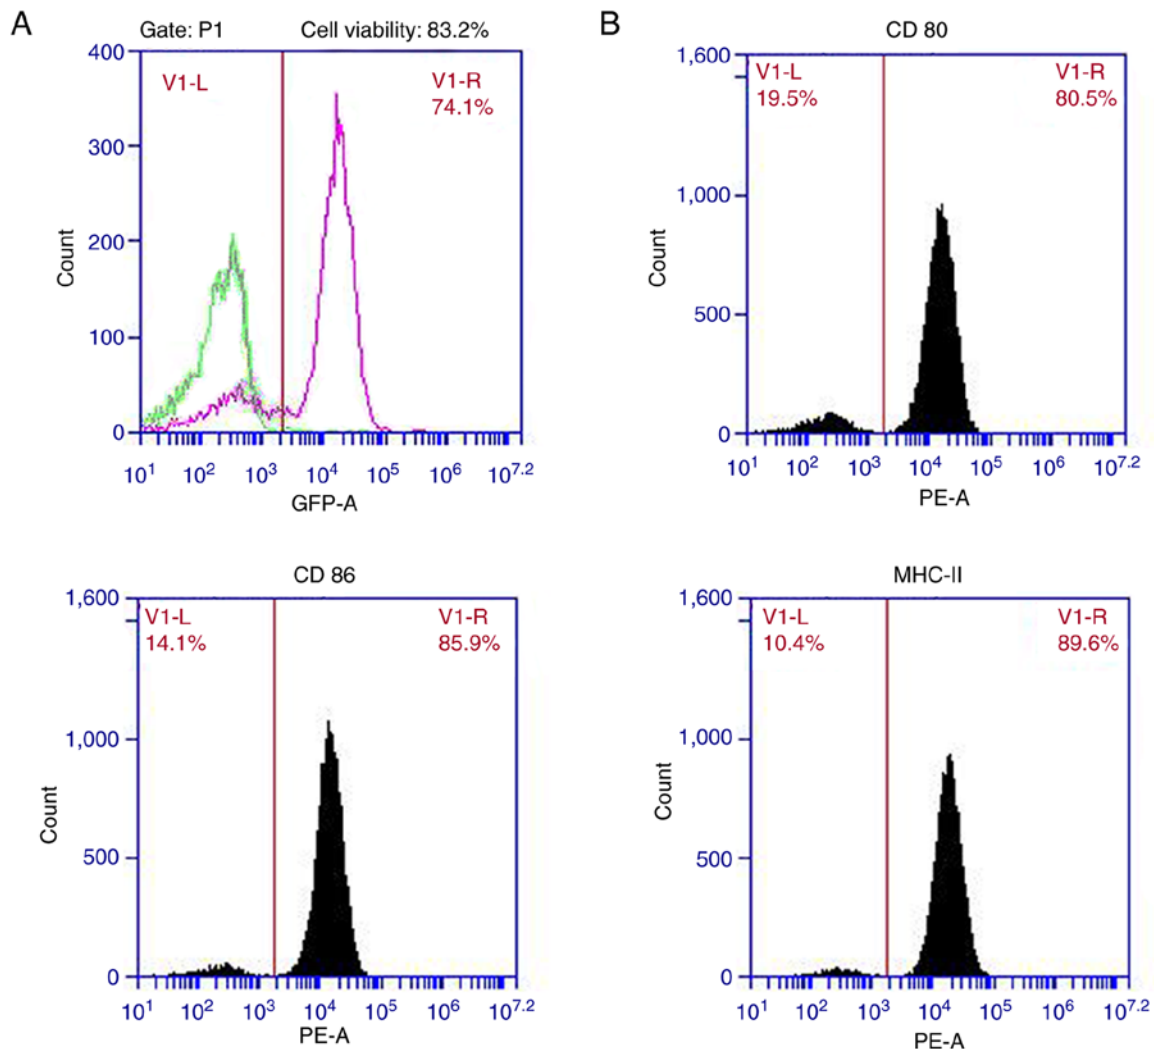 A
Gate: P1 Cell viability: 83.2%
V1-L
V1-R
74.1%
400
300
200
100
0
Count
10^1 10^2 10^3 10^4 10^5 10^6 10^7.2
GFP-A
B
CD 80
V1-L
19.5%
V1-R
80.5%
1,600
1,000
500
0
Count
10^1 10^2 10^3 10^4 10^5 10^6 10^7.2
PE-A
CD 86
V1-L
14.1%
V1-R
85.9%
1,600
1,000
500
0
Count
10^1 10^2 10^3 10^4 10^5 10^6 10^7.2
PE-A
MHC-II
V1-L
10.4%
V1-R
89.6%
1,600
1,000
500
0
Count
10^1 10^2 10^3 10^4 10^5 10^6 10^7.2
PE-A